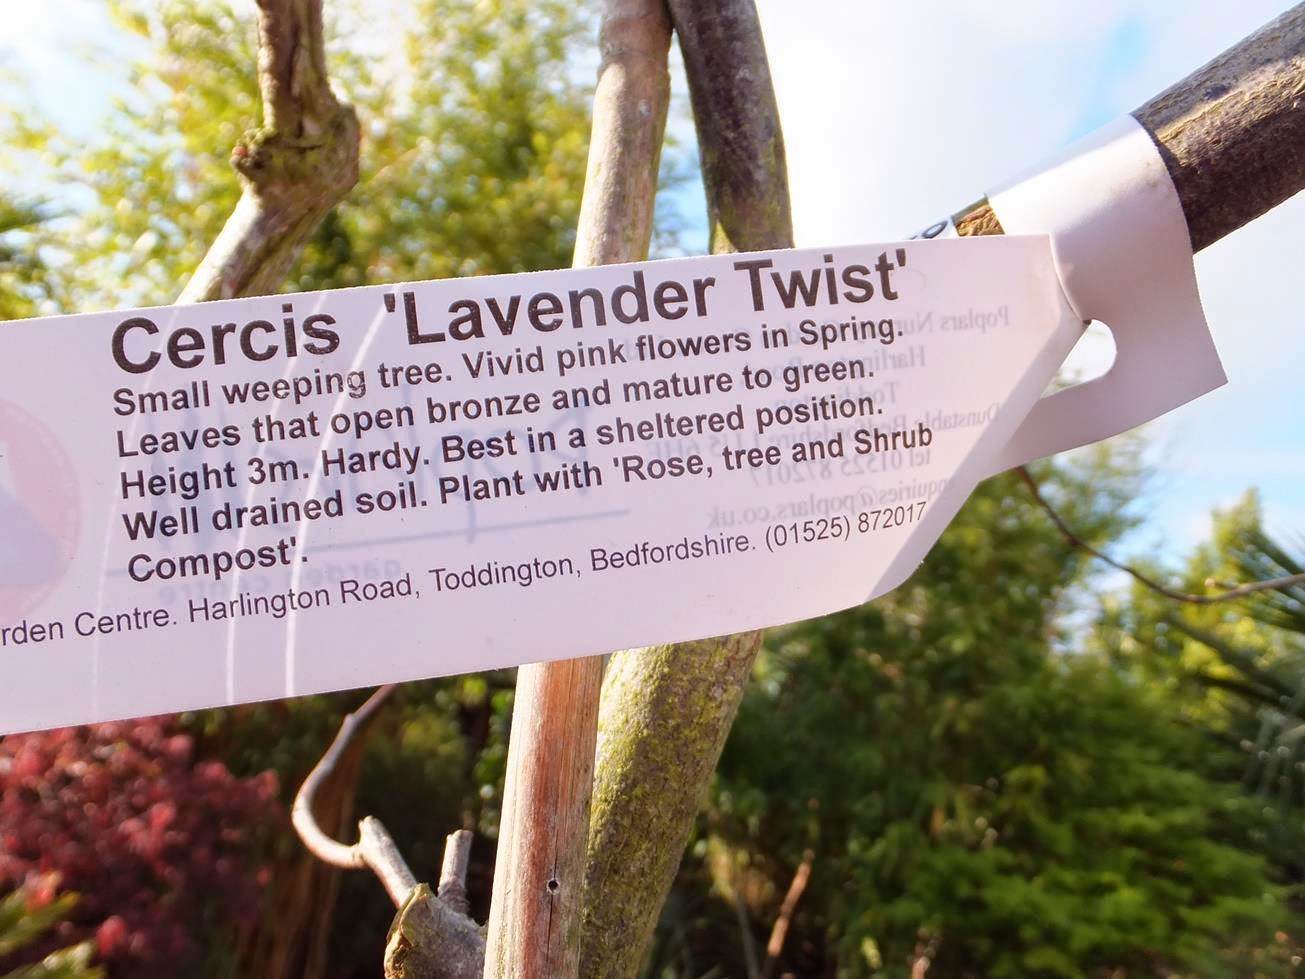 Cercis 'Lavender Twist'
Small weeping tree. Vivid pink flowers in Spring.
Leaves that open bronze and mature to green.
Height 3m. Hardy. Best in a sheltered position.
Well drained soil. Plant with 'Rose, tree and Shrub
Compost'.
rden Centre. Harlington Road, Toddington, Bedfordshire. (01525) 872017